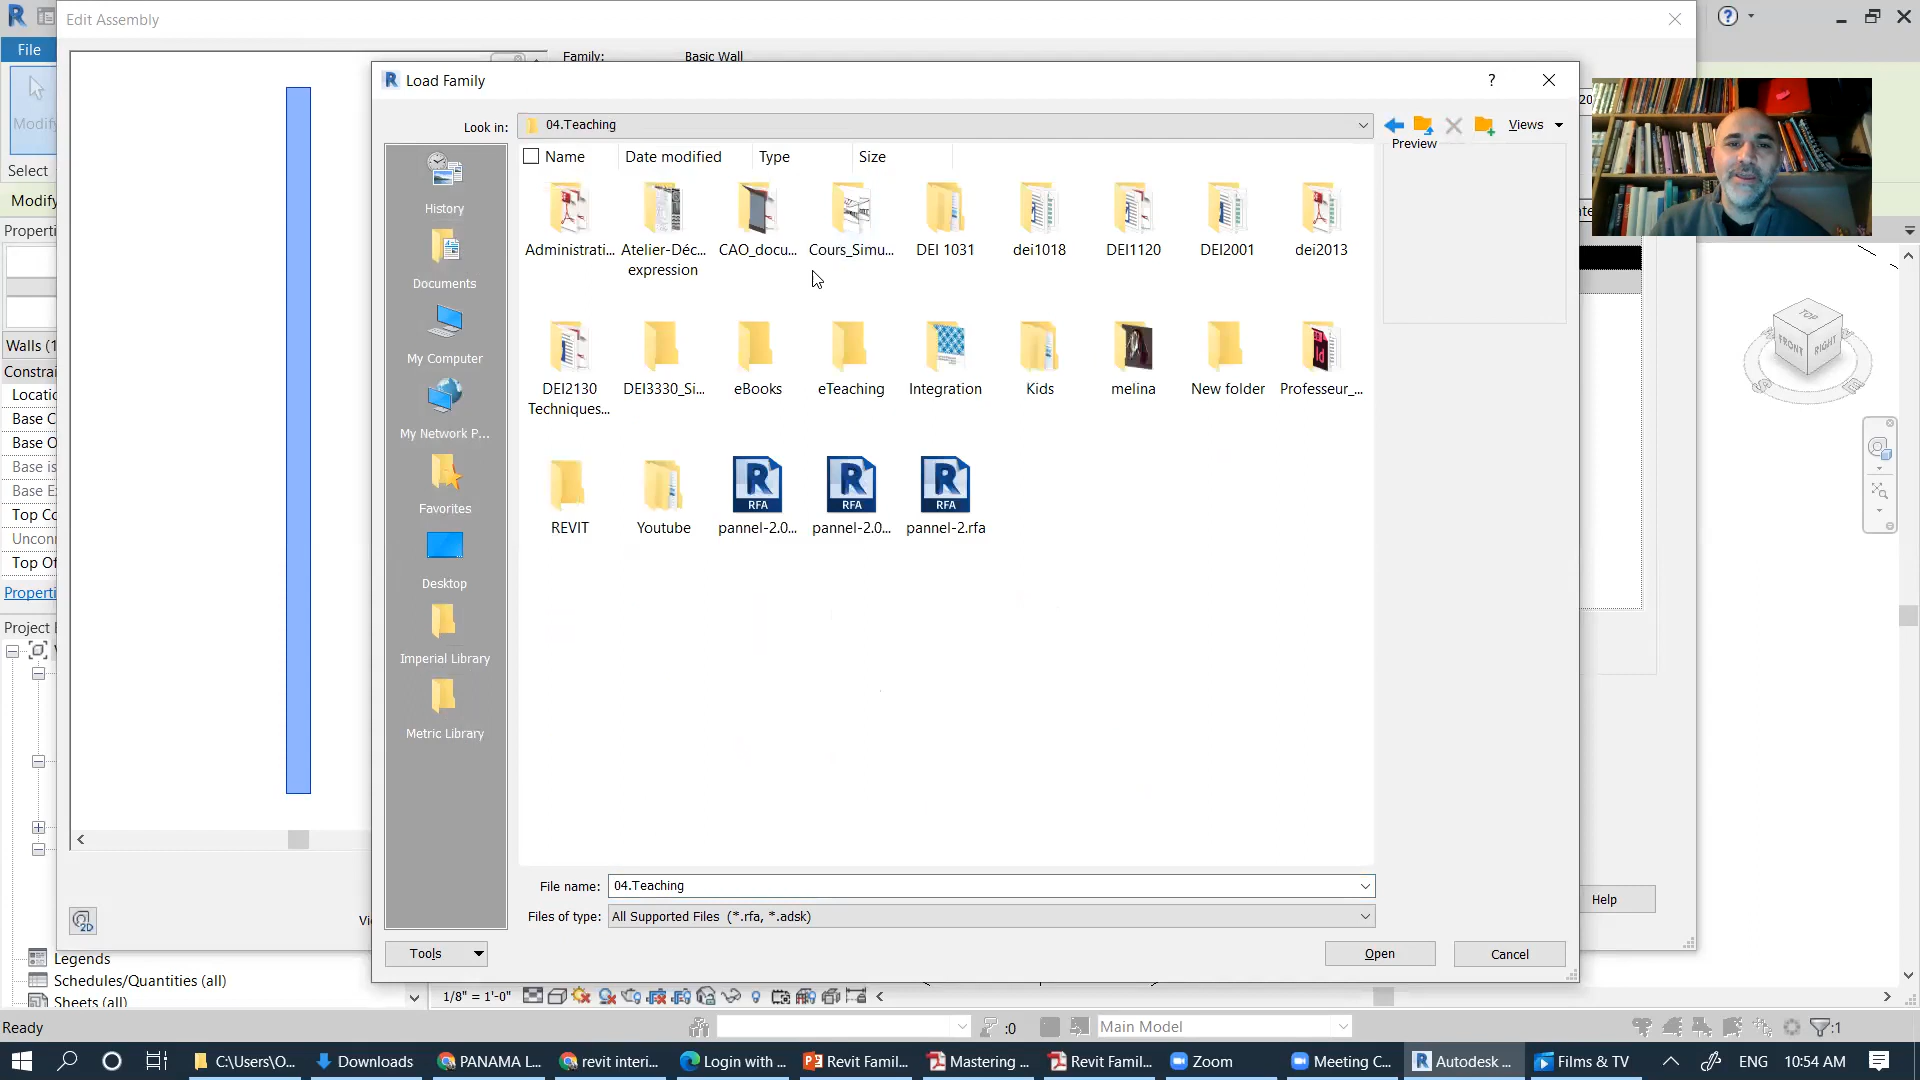 Edit Assembly
File
Family:
Basic Wall
Load Family
?
Modify
Look in:
04.Teaching
Views
Preview
Name
Date modified
Type
Size
Select
Modify
History
Administrati...
Atelier-Déc... expression
CAO_docu...
Cours_Simu...
DEI 1031
dei1018
DEI1120
DEI2001
dei2013
Documents
My Computer
Walls (1
DEI2130 Techniques...
DEI3330_Si...
eBooks
eTeaching
Integration
Kids
melina
New folder
Professeur_...
TOP
FRONT
RIGHT
S
E
My Network P...
Favorites
REVIT
Youtube
RFA
RFA
RFA
pannel-2.0...
pannel-2.0...
pannel-2.rfa
Desktop
Imperial Library
Metric Library
Properti
Constrai
Locatic
Base C
Base O
Base is
Base Ex
Top Co
Unconn
Top Of
Properti
Project
File name:
04.Teaching
Files of type:
All Supported Files (*.rfa, *.adsk)
Help
Tools
Open
Cancel
Legends
Schedules/Quantities (all)
Sheets (all)
1/8" = 1'-0"
Ready
:0
Main Model
:1
C:\Users\O...
Downloads
PANAMA L...
revit interi...
Login with ...
Revit Famil...
Mastering ...
Revit Famil...
Zoom
Meeting C...
Autodesk ...
Films & TV
ENG
10:54 AM